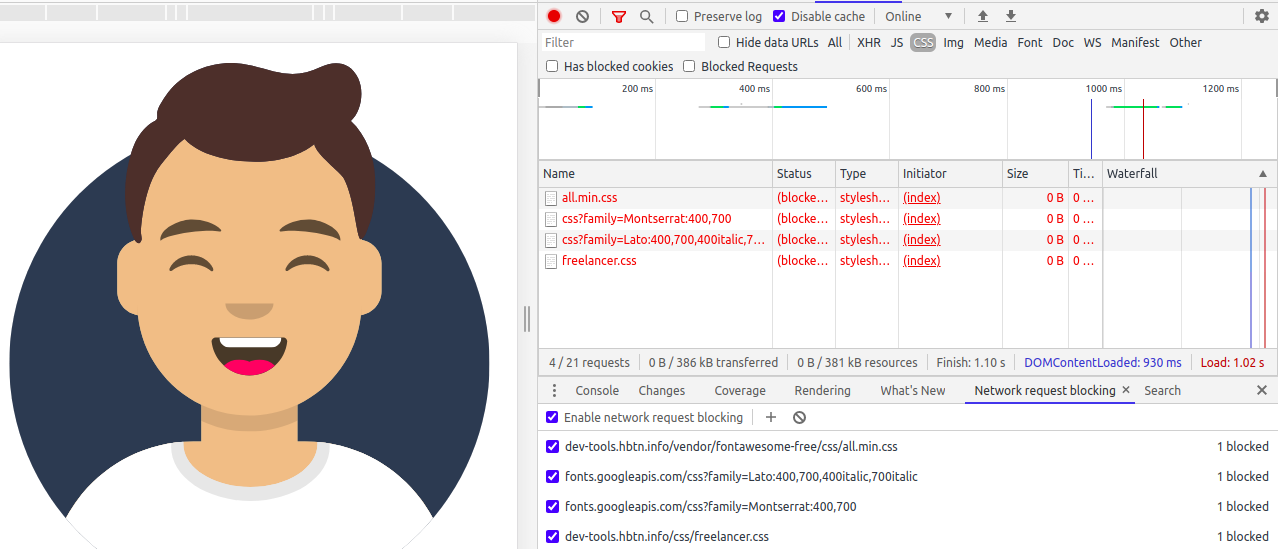 Preserve log Disable cache Online
Filter Hide data URLs All XHR JS CSS Img Media Font Doc WS Manifest Other
Has blocked cookies Blocked Requests
200 ms 400 ms 600 ms 800 ms 1000 ms 1200 ms
Name Status Type Initiator Size Ti… Waterfall
all.min.css (blocke… stylesh… (index) 0 B 0 …
css?family=Montserrat:400,700 (blocke… stylesh… (index) 0 B 0 …
css?family=Lato:400,700,400italic,7… (blocke… stylesh… (index) 0 B 0 …
freelancer.css (blocke… stylesh… (index) 0 B 0 …
4 / 21 requests 0 B / 386 kB transferred 0 B / 381 kB resources Finish: 1.10 s DOMContentLoaded: 930 ms Load: 1.02 s
Console Changes Coverage Rendering What's New Network request blocking Search
Enable network request blocking
dev-tools.hbtn.info/vendor/fontawesome-free/css/all.min.css 1 blocked
fonts.googleapis.com/css?family=Lato:400,700,400italic,700italic 1 blocked
fonts.googleapis.com/css?family=Montserrat:400,700 1 blocked
dev-tools.hbtn.info/css/freelancer.css 1 blocked